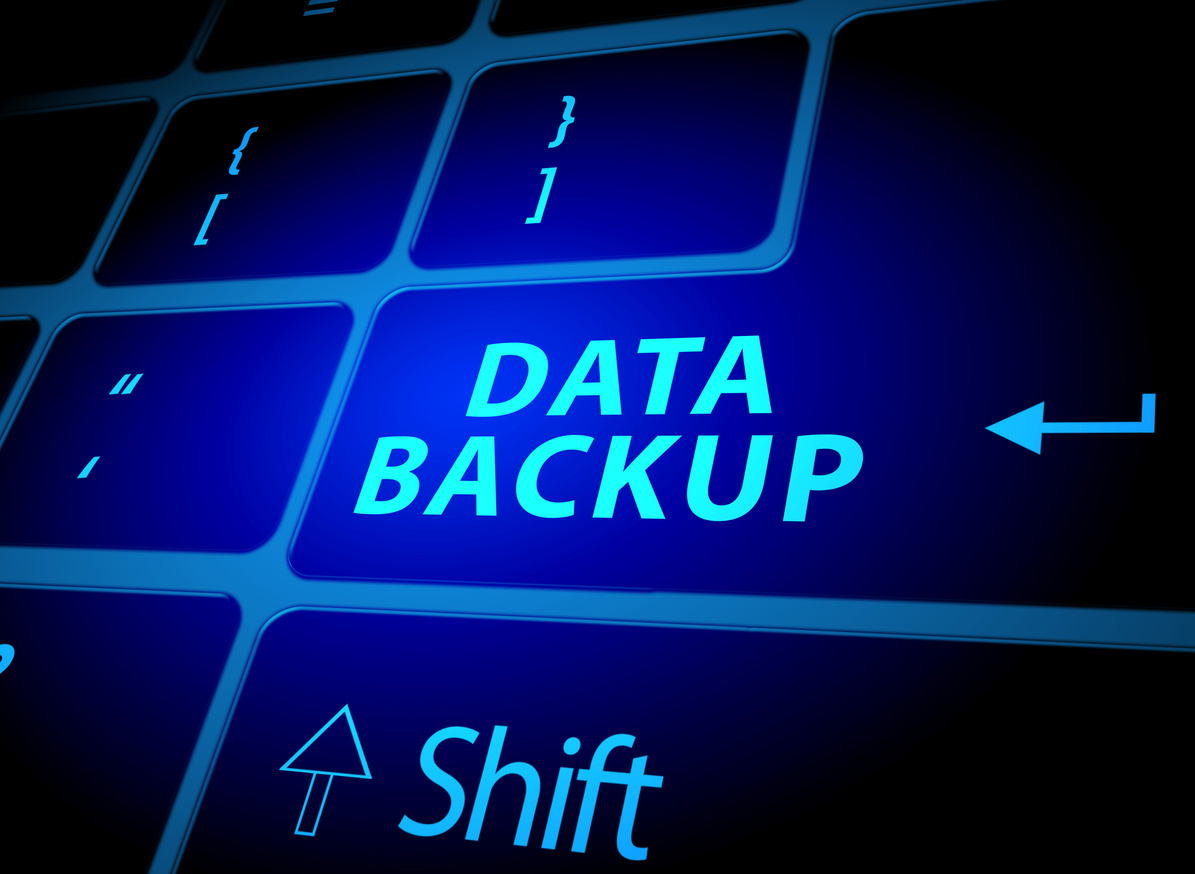 =
{
[
}
]
"
'
DATA
BACKUP
Shift